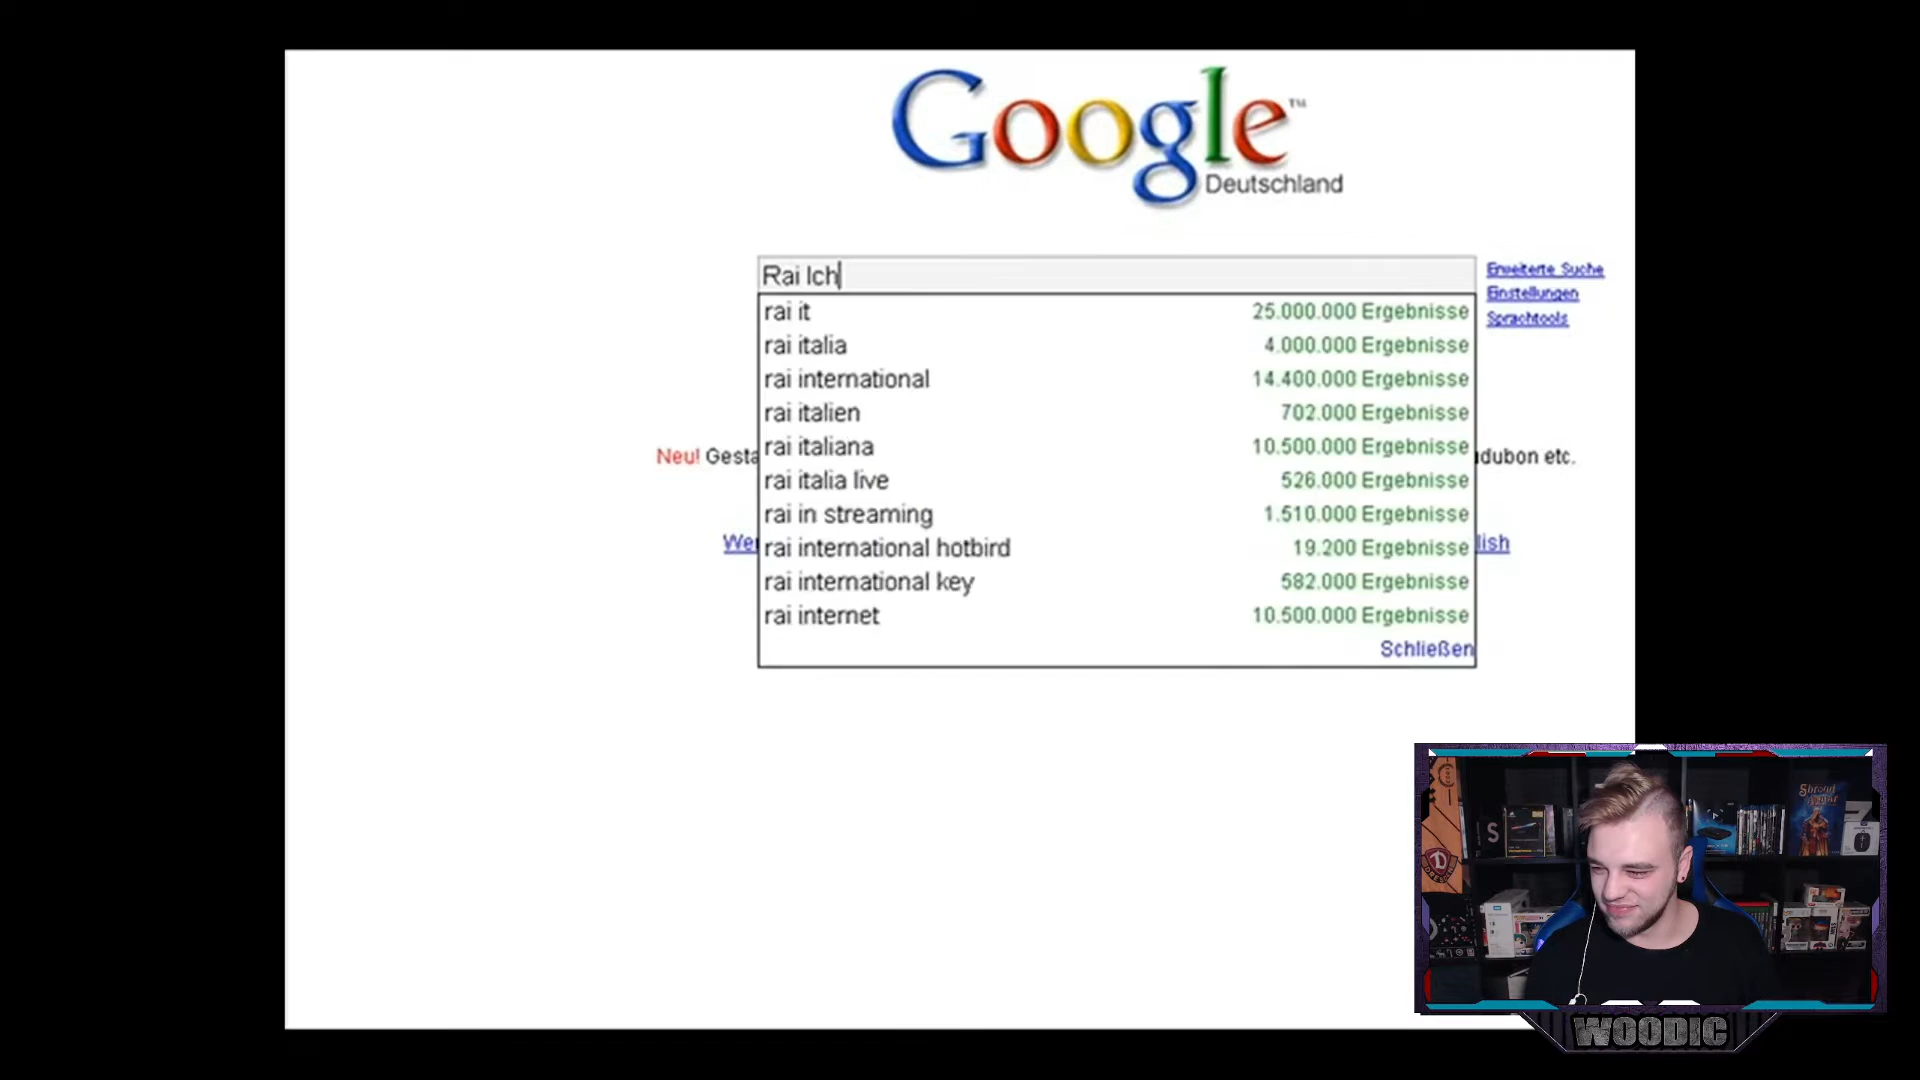 Google™
Deutschland
Rai Ich
Erweiterte Suche
Einstellungen
Sprachtools
rai it 25.000.000 Ergebnisse
rai italia 4.000.000 Ergebnisse
rai international 14.400.000 Ergebnisse
rai italien 702.000 Ergebnisse
rai italiana 10.500.000 Ergebnisse
Neu! Gesta dubon etc.
rai italia live 526.000 Ergebnisse
rai in streaming 1.510.000 Ergebnisse
Wer rai international hotbird 19.200 Ergebnisse lish
rai international key 582.000 Ergebnisse
rai internet 10.500.000 Ergebnisse
Schließen
Shroud
WOODIC